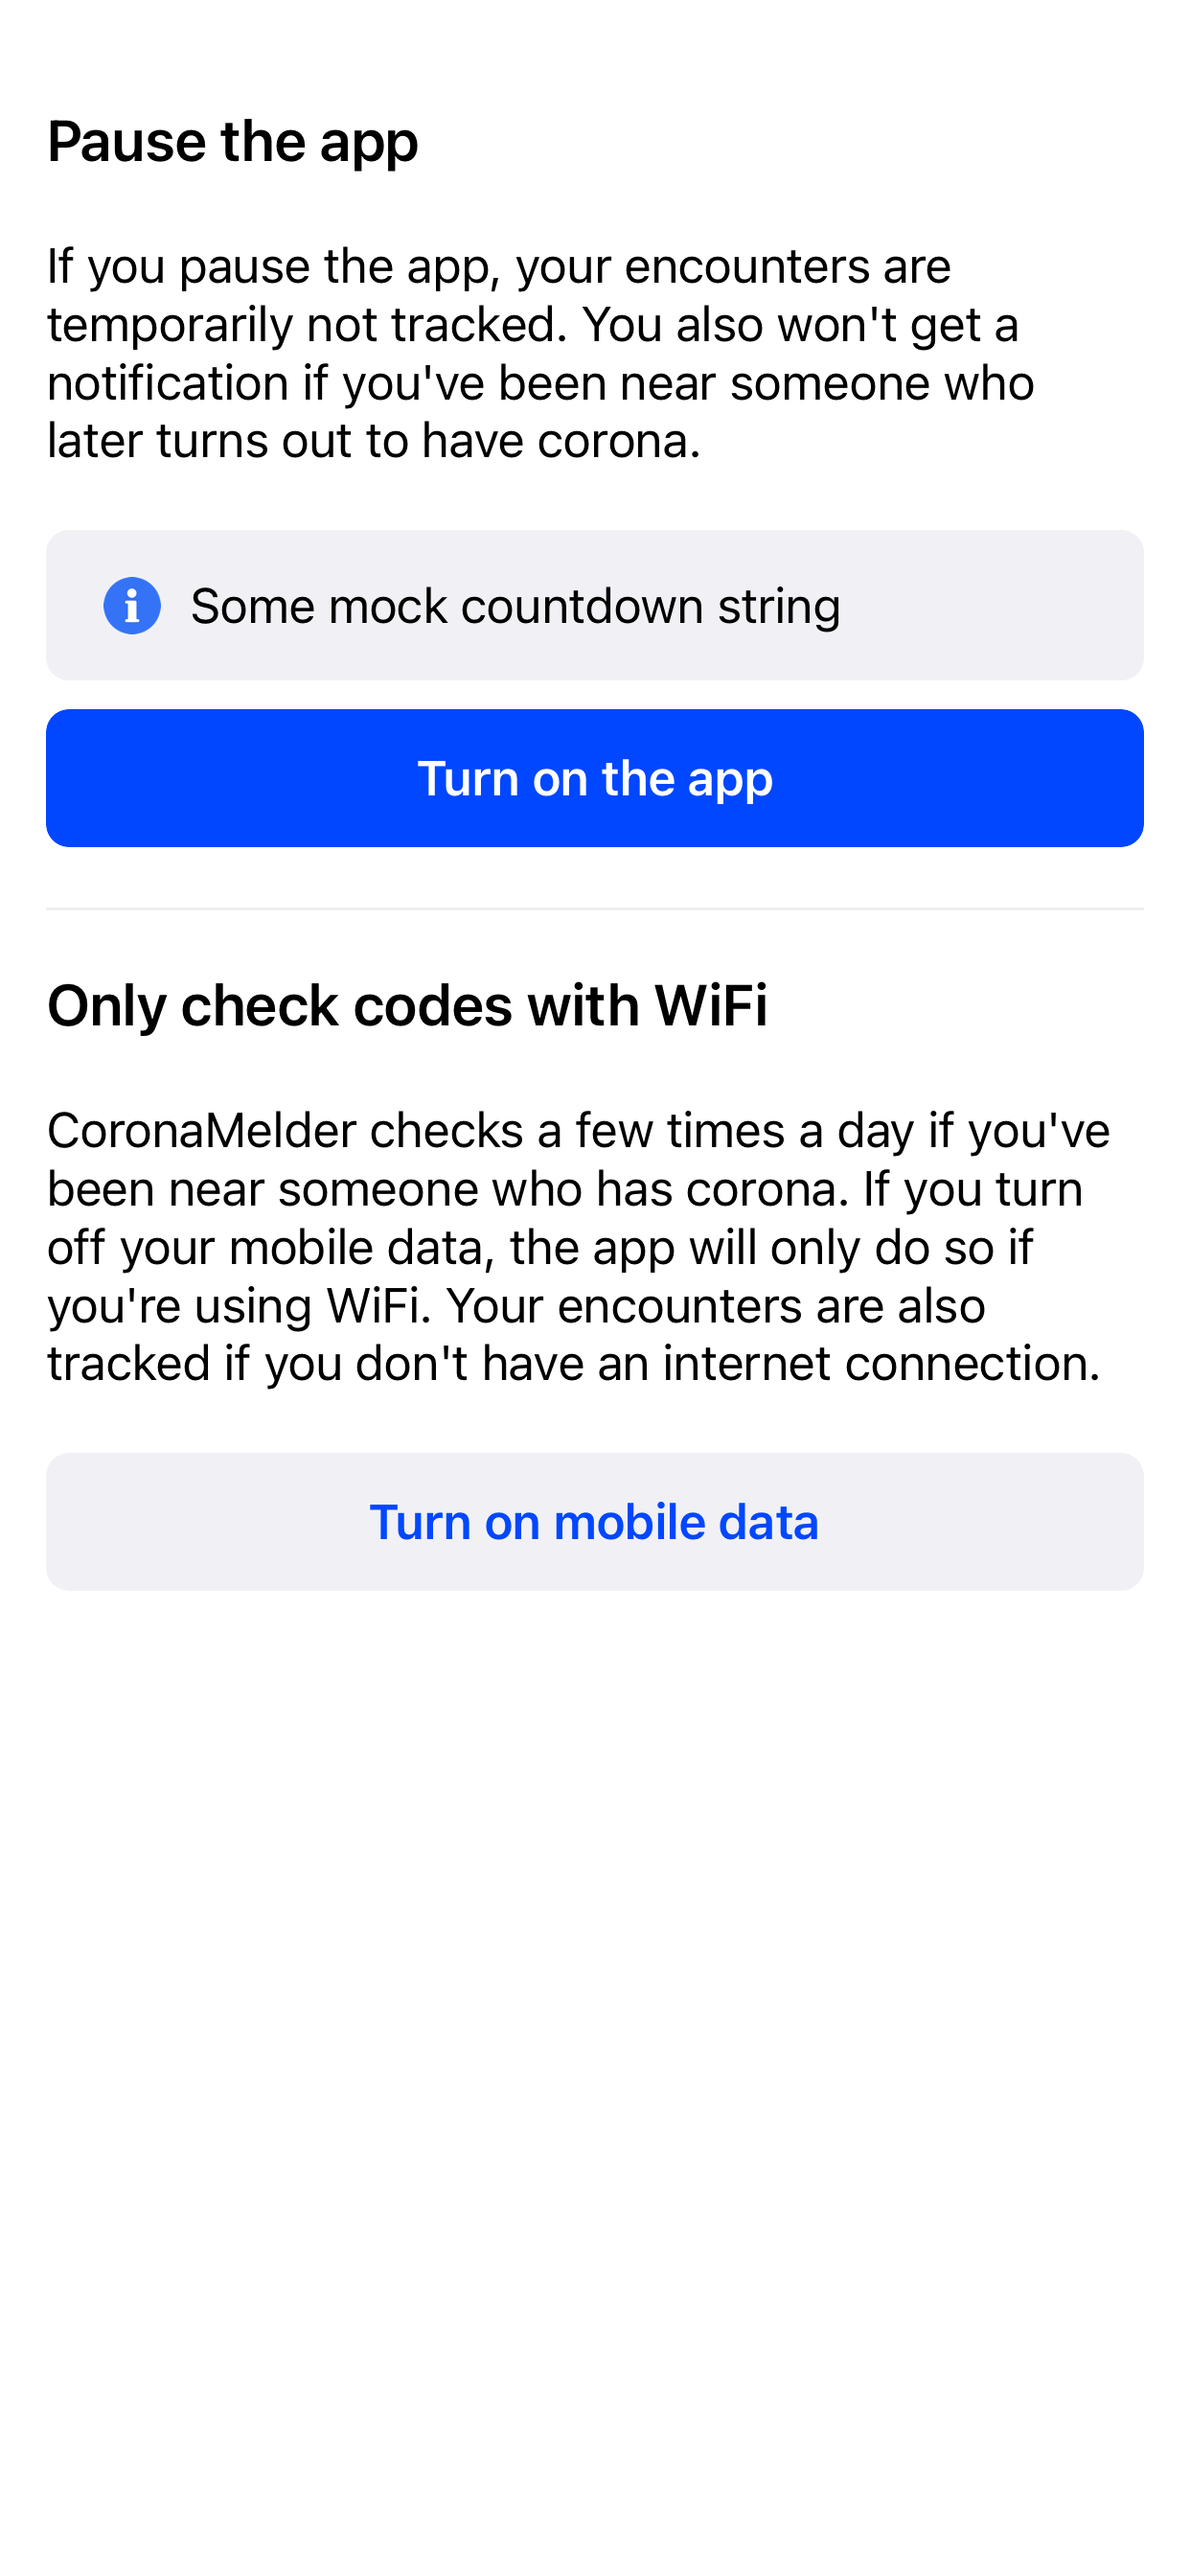 Pause the app
If you pause the app, your encounters are
temporarily not tracked. You also won't get a
notification if you've been near someone who
later turns out to have corona.
Some mock countdown string
Turn on the app
Only check codes with WiFi
CoronaMelder checks a few times a day if you've
been near someone who has corona. If you turn
off your mobile data, the app will only do so if
you're using WiFi. Your encounters are also
tracked if you don't have an internet connection.
Turn on mobile data